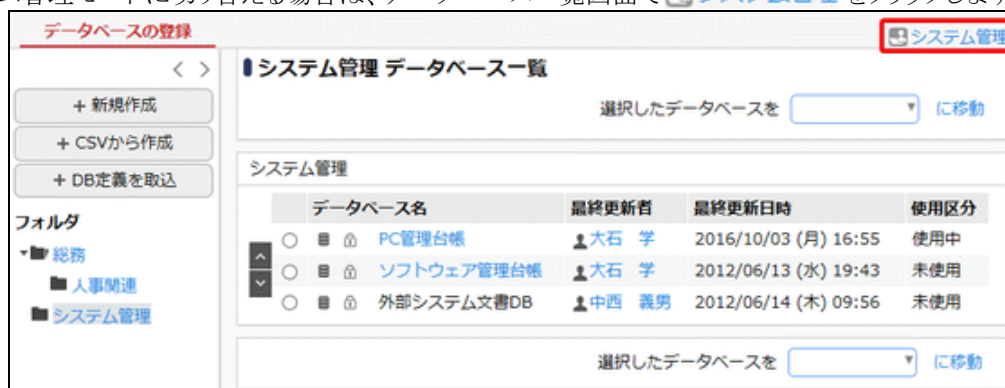 データベースの登録
システム管理
＋ 新規作成
＋ CSVから作成
＋ DB定義を取込
フォルダ
総務
人事関連
システム管理
システム管理 データベース一覧
選択したデータベースを に移動
システム管理
データベース名 最終更新者 最終更新日時 使用区分
PC管理台帳 大石 学 2016/10/03 (月) 16:55 使用中
ソフトウェア管理台帳 大石 学 2012/06/13 (水) 19:43 未使用
外部システム文書DB 中西 義男 2012/06/14 (木) 09:56 未使用
選択したデータベースを に移動